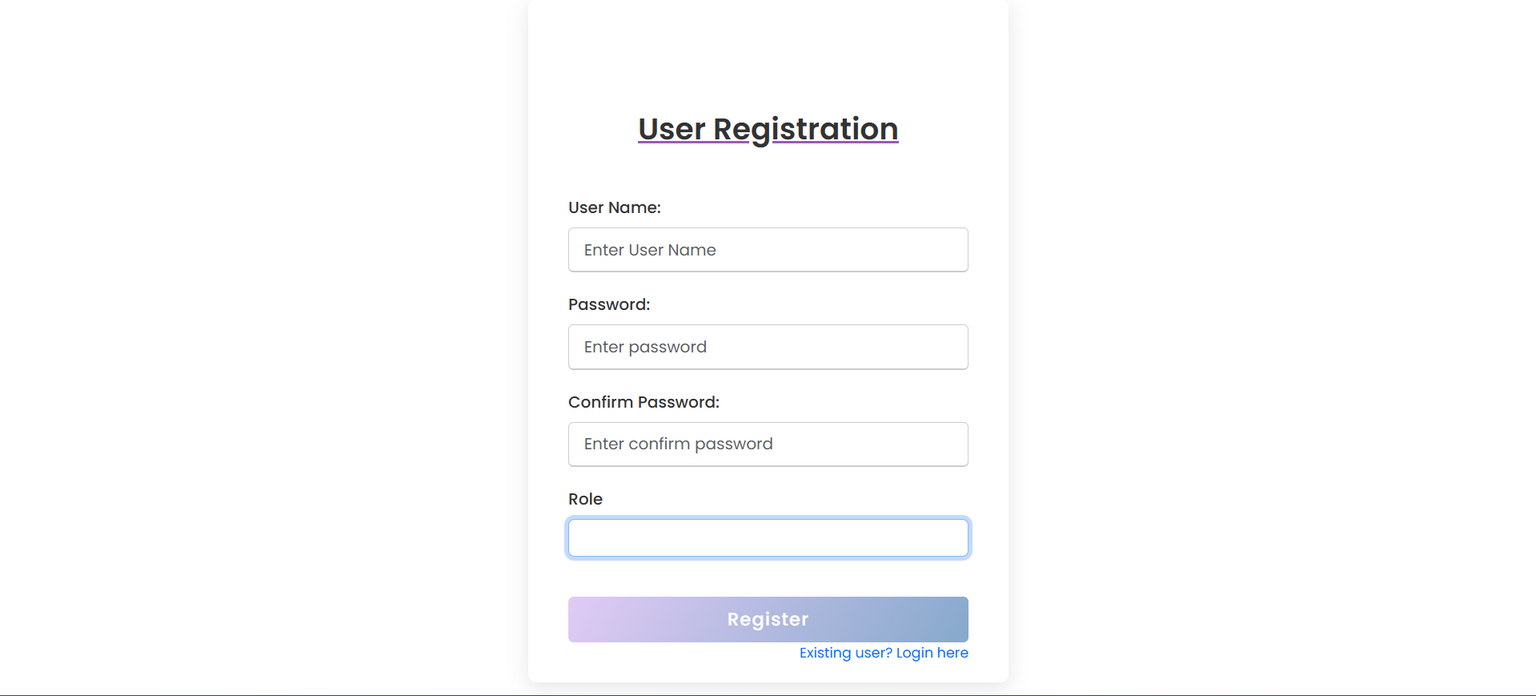 User Registration
User Name:
Enter User Name
Password:
Enter password
Confirm Password:
Enter confirm password
Role
Register
Existing user? Login here